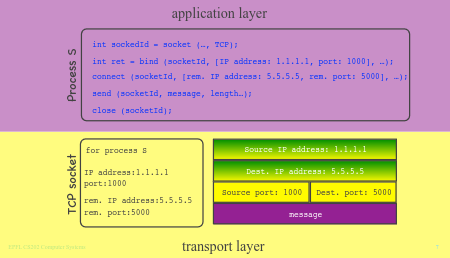 application layer
Process S
int sockedId = socket (…, TCP);
int ret = bind (socketId, [IP address: 1.1.1.1, port: 1000], …);
connect (socketId, [rem. IP address: 5.5.5.5, rem. port: 5000], …);
send (socketId, message, length…);
close (socketId);
TCP socket
for process S
IP address:1.1.1.1
port:1000
rem. IP address:5.5.5.5
rem. port:5000
Source IP address: 1.1.1.1
Dest. IP address: 5.5.5.5
Source port: 1000
Dest. port: 5000
message
transport layer
Computer Systems